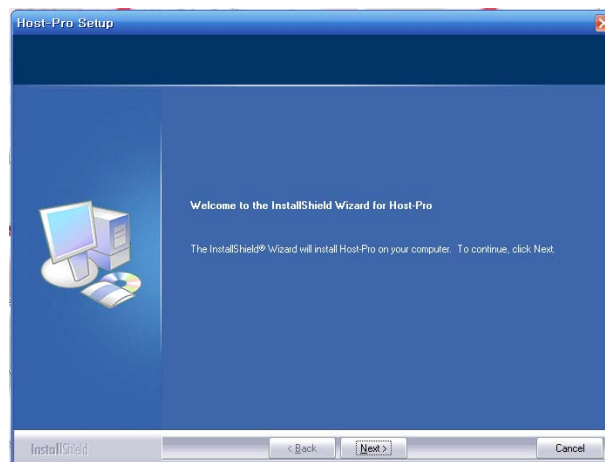 Host-Pro Setup
Welcome to the InstallShield Wizard for Host-Pro
The InstallShield® Wizard will install Host-Pro on your computer. To continue, click Next.
InstallShield
< Back
Next >
Cancel